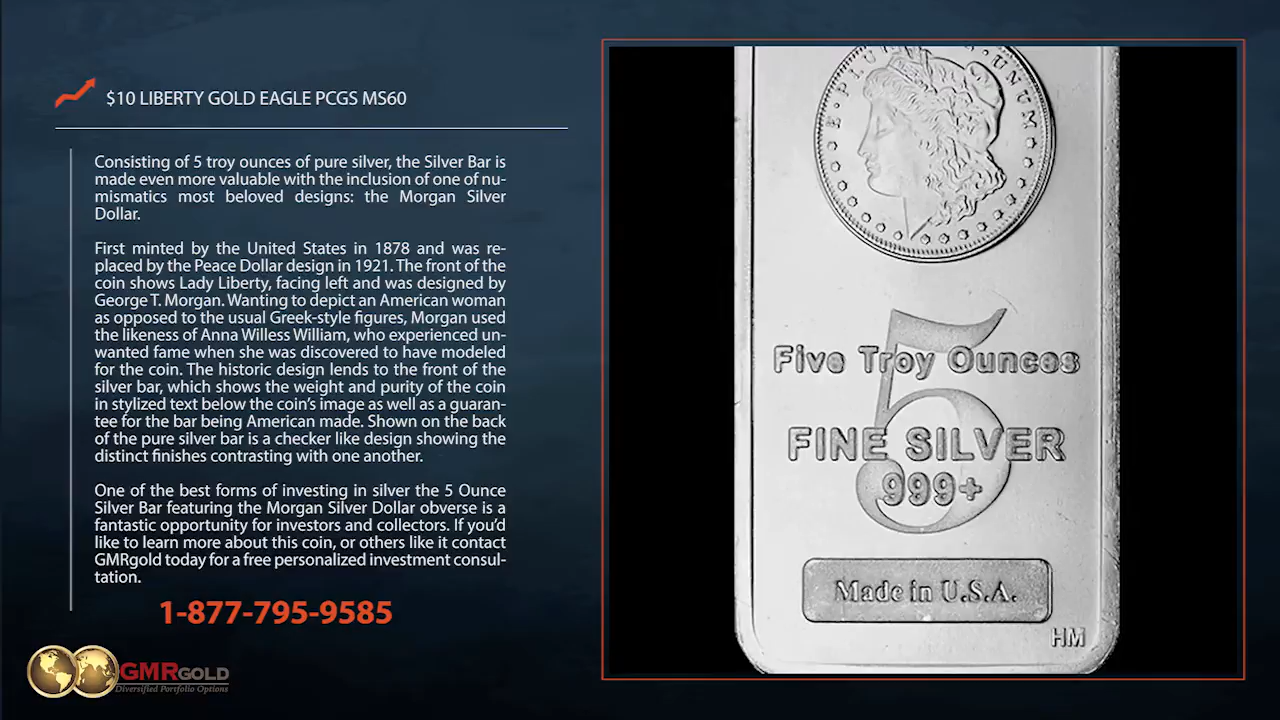 $10 LIBERTY GOLD EAGLE PCGS MS60
Consisting of 5 troy ounces of pure silver, the Silver Bar is
made even more valuable with the inclusion of one of nu-
mismatics most beloved designs: the Morgan Silver
Dollar.
First minted by the United States in 1878 and was re-
placed by the Peace Dollar design in 1921. The front of the
coin shows Lady Liberty, facing left and was designed by
George T. Morgan. Wanting to depict an American woman
as opposed to the usual Greek-style figures, Morgan used
the likeness of Anna Willess William, who experienced un-
wanted fame when she was discovered to have modeled
for the coin. The historic design lends to the front of the
silver bar, which shows the weight and purity of the coin
in stylized text below the coin's image as well as a guaran-
tee for the bar being American made. Shown on the back
of the pure silver bar is a checker like design showing the
distinct finishes contrasting with one another.
One of the best forms of investing in silver the 5 Ounce
Silver Bar featuring the Morgan Silver Dollar obverse is a
fantastic opportunity for investors and collectors. If you'd
like to learn more about this coin, or others like it contact
GMRgold today for a free personalized investment consul-
tation.
1-877-795-9585
GMRGOLD
Diversified Portfolio Options
E·PLU UNUM
5
Five Troy Ounces
FINE SILVER
999+
Made in U.S.A.
HM